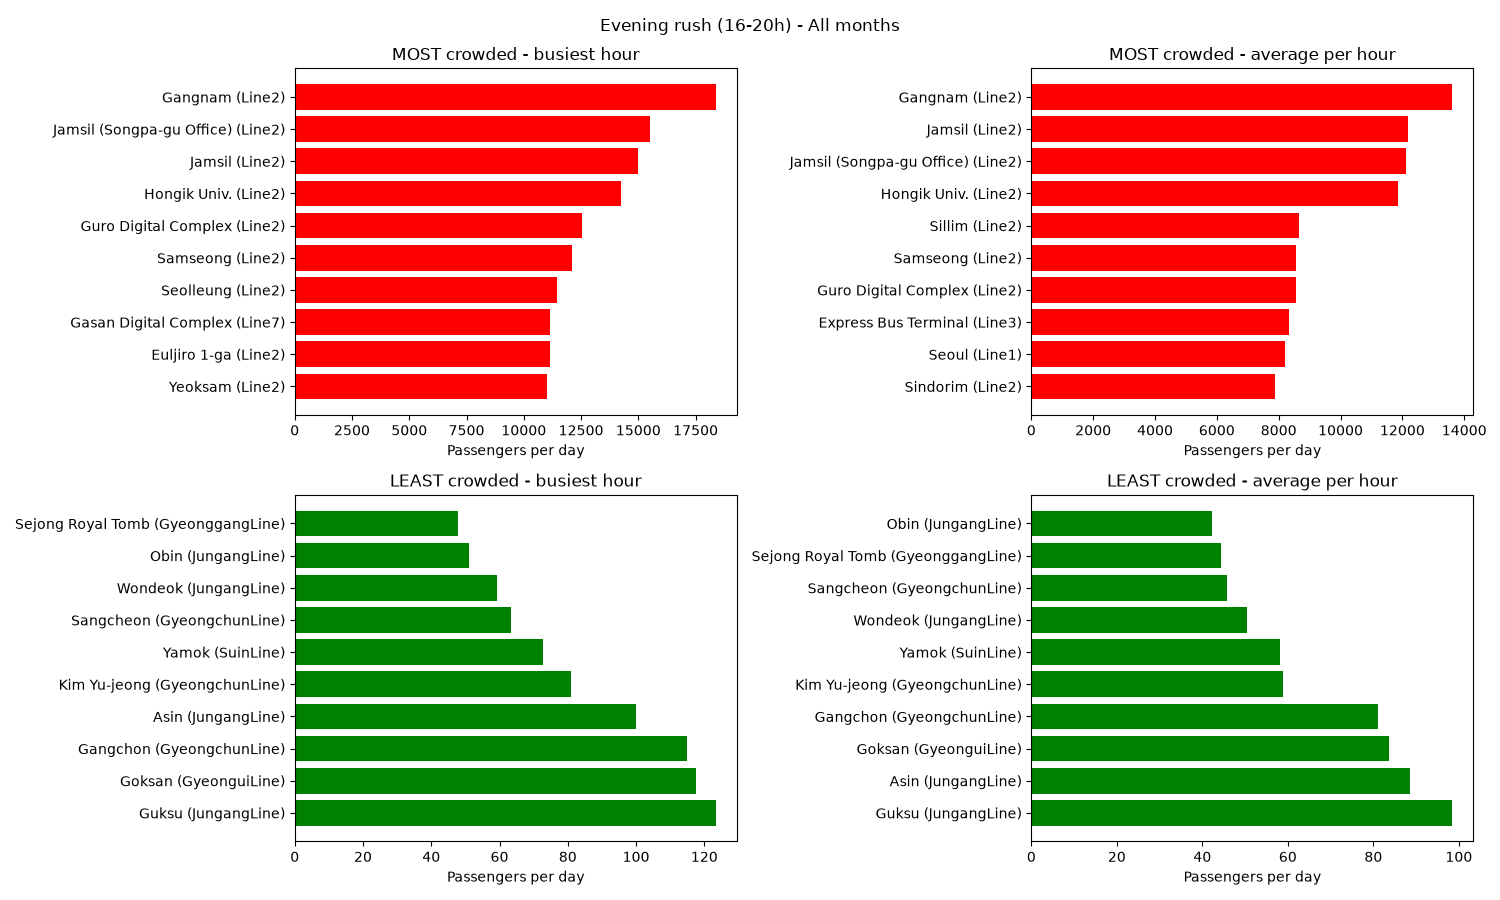 Evening rush (16-20h) - All months
MOST crowded - busiest hour
Gangnam (Line2)
Jamsil (Songpa-gu Office) (Line2)
Jamsil (Line2)
Hongik Univ. (Line2)
Guro Digital Complex (Line2)
Samseong (Line2)
Seolleung (Line2)
Gasan Digital Complex (Line7)
Euljiro 1-ga (Line2)
Yeoksam (Line2)
0 2500 5000 7500 10000 12500 15000 17500
Passengers per day
MOST crowded - average per hour
Gangnam (Line2)
Jamsil (Line2)
Jamsil (Songpa-gu Office) (Line2)
Hongik Univ. (Line2)
Sillim (Line2)
Samseong (Line2)
Guro Digital Complex (Line2)
Express Bus Terminal (Line3)
Seoul (Line1)
Sindorim (Line2)
0 2000 4000 6000 8000 10000 12000 14000
Passengers per day
LEAST crowded - busiest hour
Sejong Royal Tomb (GyeonggangLine)
Obin (JungangLine)
Wondeok (JungangLine)
Sangcheon (GyeongchunLine)
Yamok (SuinLine)
Kim Yu-jeong (GyeongchunLine)
Asin (JungangLine)
Gangchon (GyeongchunLine)
Goksan (GyeonguiLine)
Guksu (JungangLine)
0 20 40 60 80 100 120
Passengers per day
LEAST crowded - average per hour
Obin (JungangLine)
Sejong Royal Tomb (GyeonggangLine)
Sangcheon (GyeongchunLine)
Wondeok (JungangLine)
Yamok (SuinLine)
Kim Yu-jeong (GyeongchunLine)
Gangchon (GyeongchunLine)
Goksan (GyeonguiLine)
Asin (JungangLine)
Guksu (JungangLine)
0 20 40 60 80 100
Passengers per day